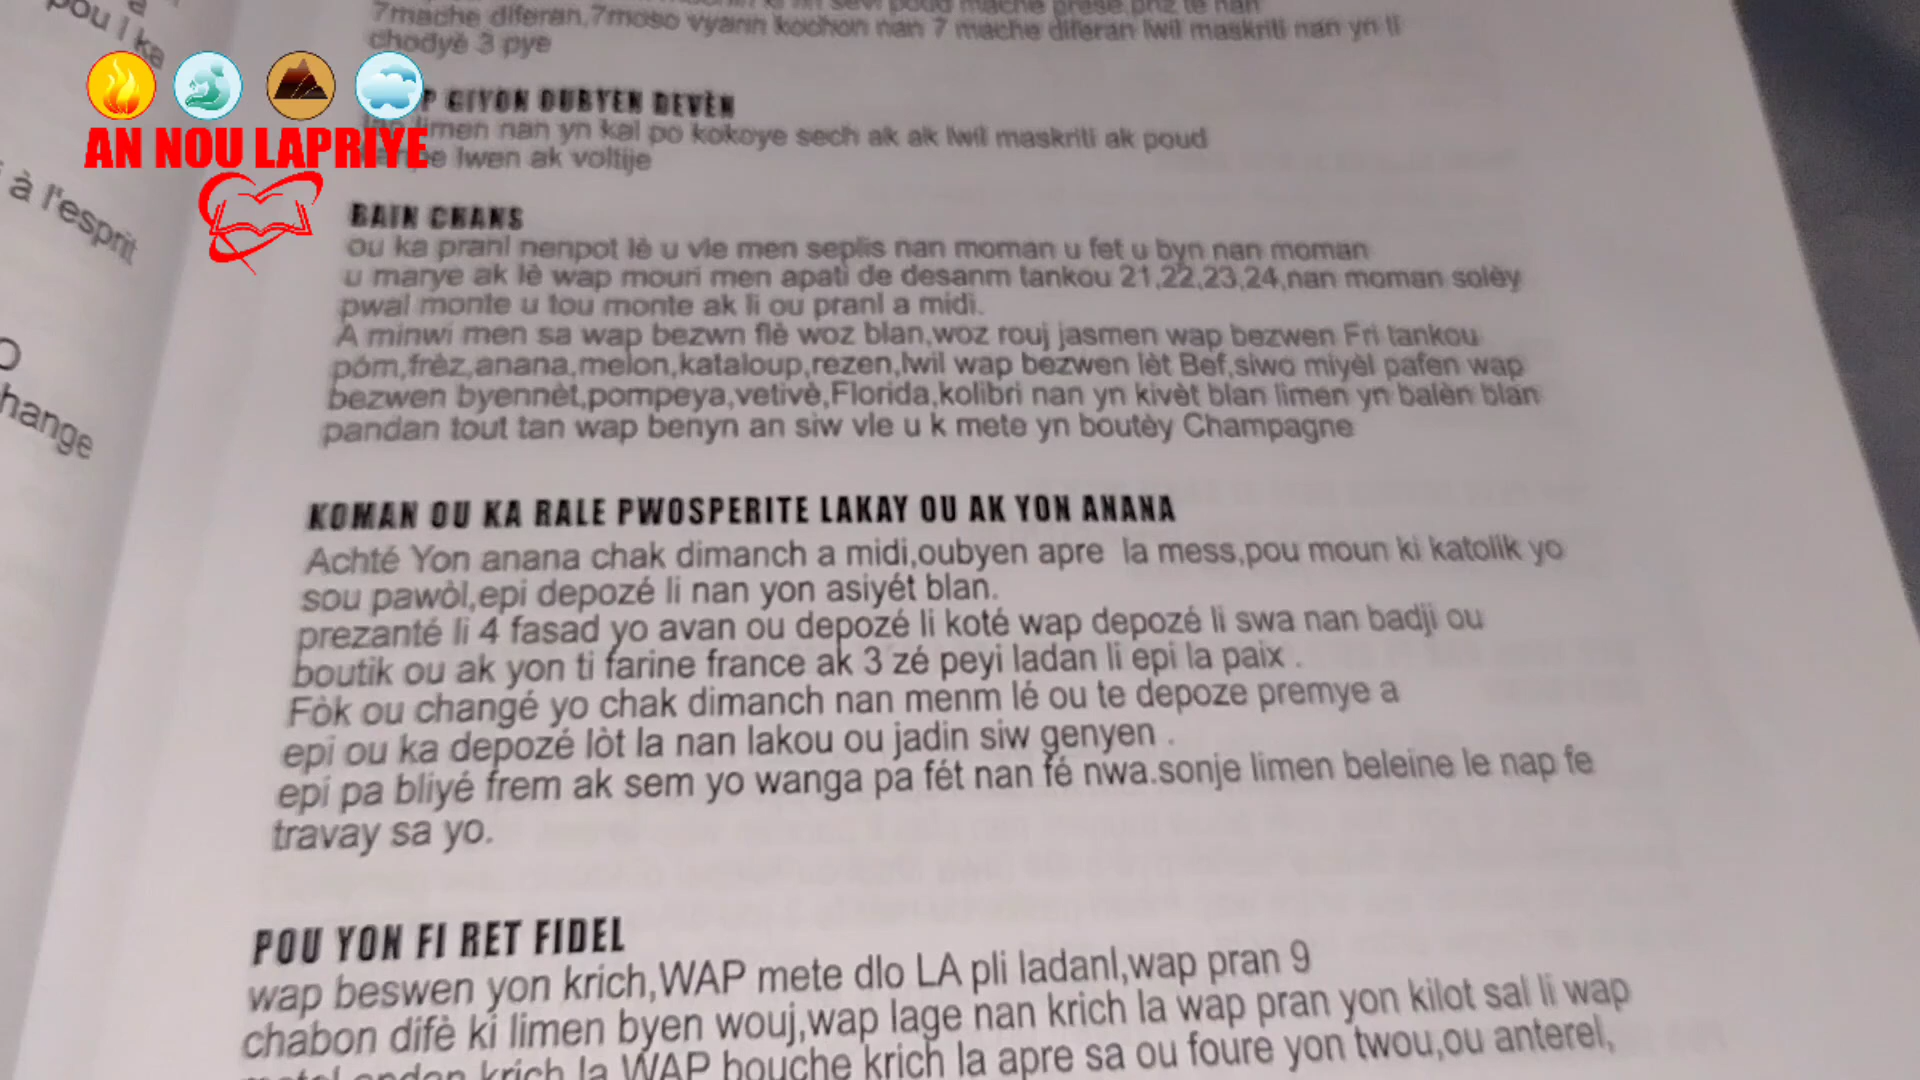 pou l ka
à l'esprit
hange
7mache diferan,7moso vyann kochon nan 7 mache diferan lwil maskriti nan yn ti
chodyè 3 pye
GIYON OUBYEN DEVÈN
limen nan yn kal po kokoye sech ak ak lwil maskriti ak poud
lwen ak voltije
AN NOU LAPRIYE
BAIN CHANS
ou ka pranl nenpot lè u vle men seplis nan moman u fet u byn nan moman
u marye ak lè wap mouri men apati de desanm tankou 21,22,23,24,nan moman solèy
pwal monte u tou monte ak li ou pranl a midi.
A minwi men sa wap bezwn flè woz blan,woz rouj jasmen wap bezwen Fri tankou
póm,frèz,anana,melon,kataloup,rezen,lwil wap bezwen lèt Bef,siwo miyèl pafen wap
bezwen byennèt,pompeya,vetivè,Florida,kolibri nan yn kivèt blan limen yn balèn blan
pandan tout tan wap benyn an siw vle u k mete yn boutèy Champagne
KOMAN OU KA RALE PWOSPERITE LAKAY OU AK YON ANANA
Achté Yon anana chak dimanch a midi,oubyen apre la mess,pou moun ki katolik yo
sou pawòl,epi depozé li nan yon asiyét blan.
prezanté li 4 fasad yo avan ou depozé li koté wap depozé li swa nan badji ou
boutik ou ak yon ti farine france ak 3 zé peyi ladan li epi la paix .
Fòk ou changé yo chak dimanch nan menm lé ou te depoze premye a
epi ou ka depozé lòt la nan lakou ou jadin siw genyen .
epi pa bliyé frem ak sem yo wanga pa fét nan fé nwa.sonje limen beleine le nap fe
travay sa yo.
POU YON FI RET FIDEL
wap beswen yon krich,WAP mete dlo LA pli ladanl,wap pran 9
chabon difè ki limen byen wouj,wap lage nan krich la wap pran yon kilot sal li wap
krich la WAP bouche krich la apre sa ou foure yon twou,ou anterel,